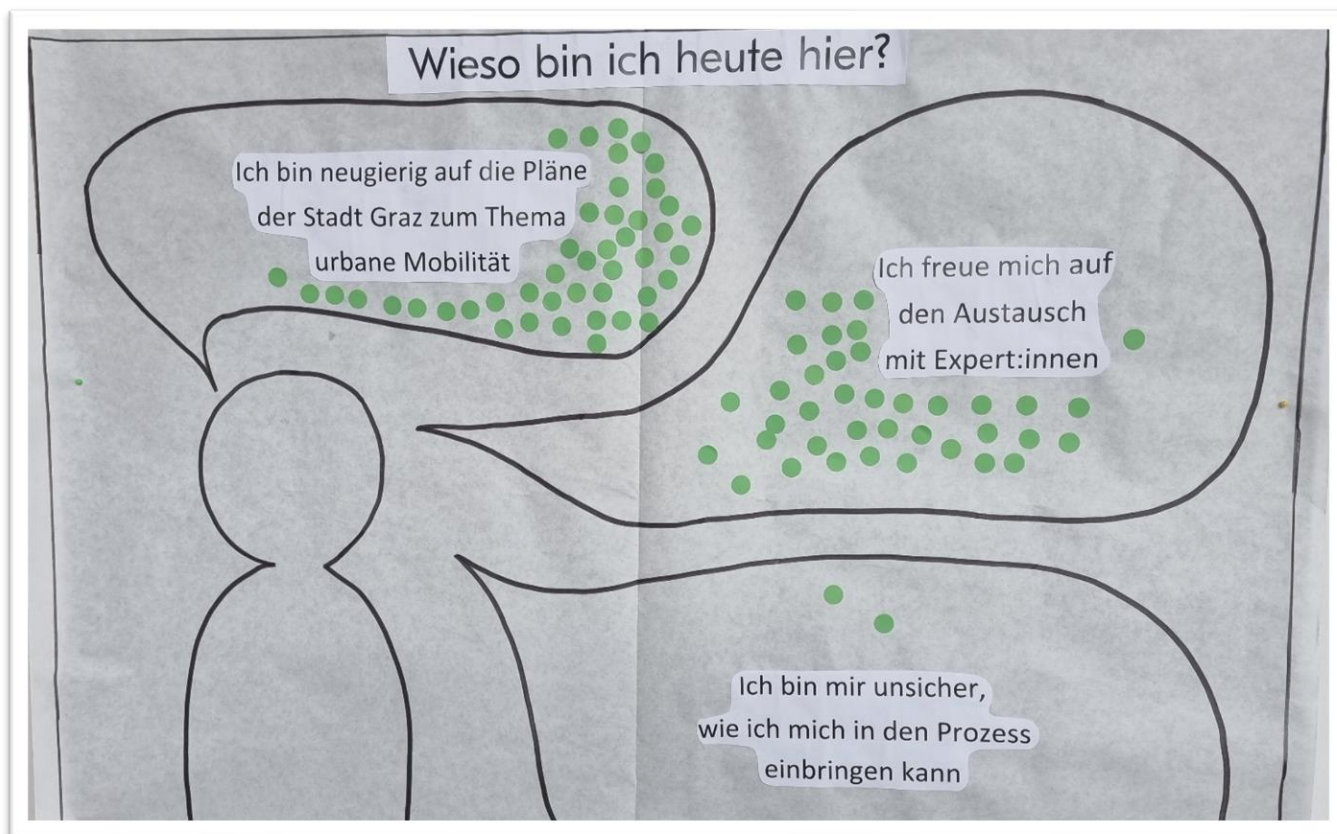 Wieso bin ich heute hier?
Ich bin neugierig auf die Pläne
der Stadt Graz zum Thema
urbane Mobilität
Ich freue mich auf
den Austausch
mit Expert:innen
Ich bin mir unsicher,
wie ich mich in den Prozess
einbringen kann